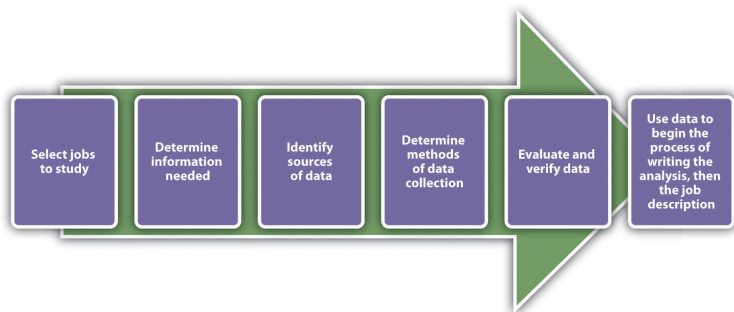 Select jobs
to study
Determine
information
needed
Identify
sources
of data
Determine
methods
of data
collection
Evaluate and
verify data
Use data to
begin the
process of
writing the
analysis, then
the job
description